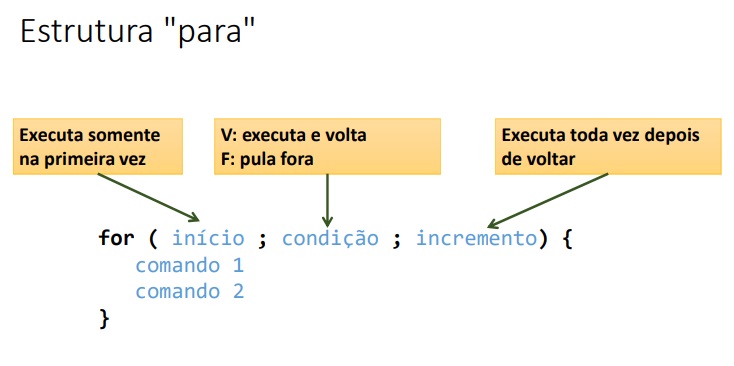 Estrutura "para"
Executa somente
na primeira vez
V: executa e volta
F: pula fora
Executa toda vez depois
de voltar
for ( início ; condição ; incremento) {
comando 1
comando 2
}